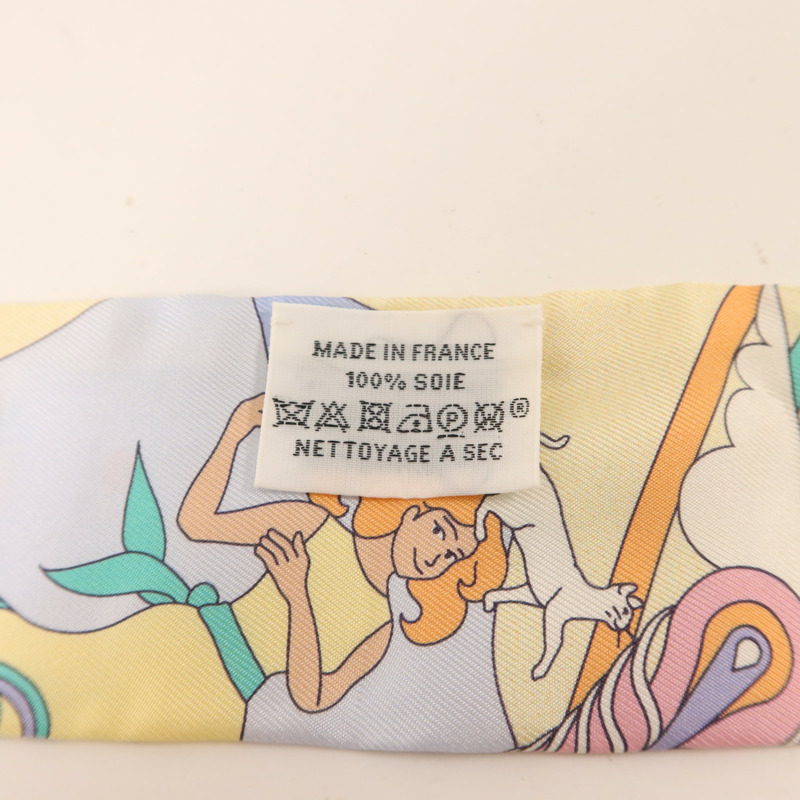 MADE IN FRANCE
100% SOIE
P ®
NETTOYAGE A SEC